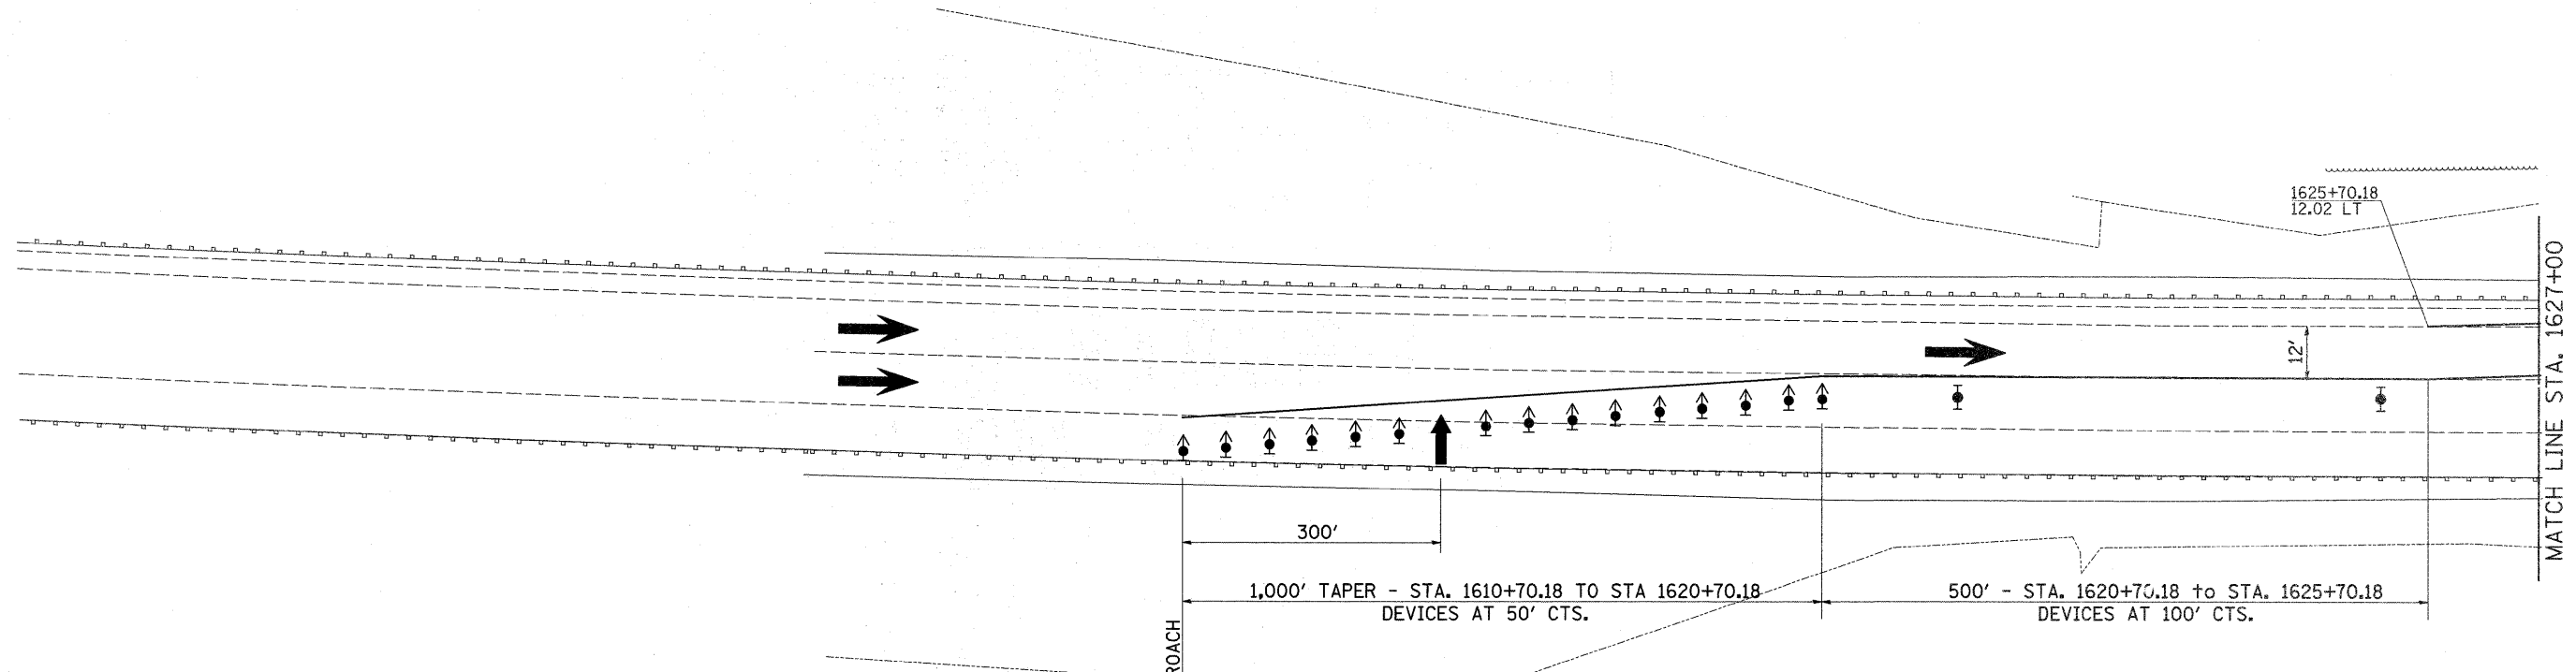 1625+70.18
12.02 LT
MATCH LINE STA. 1627+00
12'
300'
1,000' TAPER - STA. 1610+70.18 TO STA 1620+70.18
DEVICES AT 50' CTS.
500' - STA. 1620+70.18 to STA. 1625+70.18
DEVICES AT 100' CTS.
ROACH